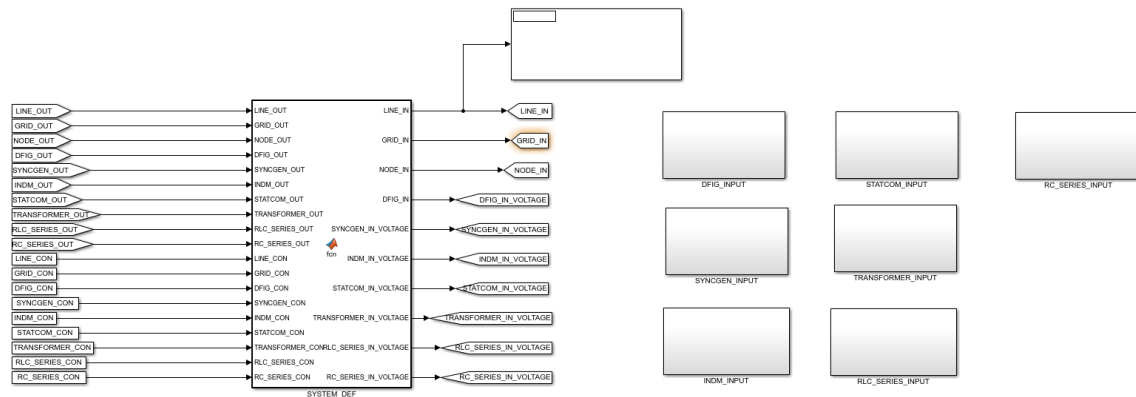 LINE_OUT
GRID_OUT
NODE_OUT
DFIG_OUT
SYNCGEN_OUT
INDM_OUT
STATCOM_OUT
TRANSFORMER_OUT
RLC_SERIES_OUT
RC_SERIES_OUT
LINE_CON
GRID_CON
DFIG_CON
SYNCGEN_CON
INDM_CON
STATCOM_CON
TRANSFORMER_CON
RLC_SERIES_CON
RC_SERIES_CON
LINE_OUT
GRID_OUT
NODE_OUT
DFIG_OUT
SYNCGEN_OUT
INDM_OUT
STATCOM_OUT
TRANSFORMER_OUT
RLC_SERIES_OUT
RC_SERIES_OUT
LINE_CON
GRID_CON
DFIG_CON
SYNCGEN_CON
INDM_CON
STATCOM_CON
TRANSFORMER_CON
RLC_SERIES_CON
RC_SERIES_CON
fcn
LINE_IN
GRID_IN
NODE_IN
DFIG_IN
SYNCGEN_IN_VOLTAGE
INDM_IN_VOLTAGE
STATCOM_IN_VOLTAGE
TRANSFORMER_IN_VOLTAGE
RLC_SERIES_IN_VOLTAGE
RC_SERIES_IN_VOLTAGE
SYSTEM_DEF
LINE_IN
GRID_IN
NODE_IN
DFIG_IN_VOLTAGE
SYNCGEN_IN_VOLTAGE
INDM_IN_VOLTAGE
STATCOM_IN_VOLTAGE
TRANSFORMER_IN_VOLTAGE
RLC_SERIES_IN_VOLTAGE
RC_SERIES_IN_VOLTAGE
DFIG_INPUT
STATCOM_INPUT
RC_SERIES_INPUT
SYNCGEN_INPUT
TRANSFORMER_INPUT
INDM_INPUT
RLC_SERIES_INPUT